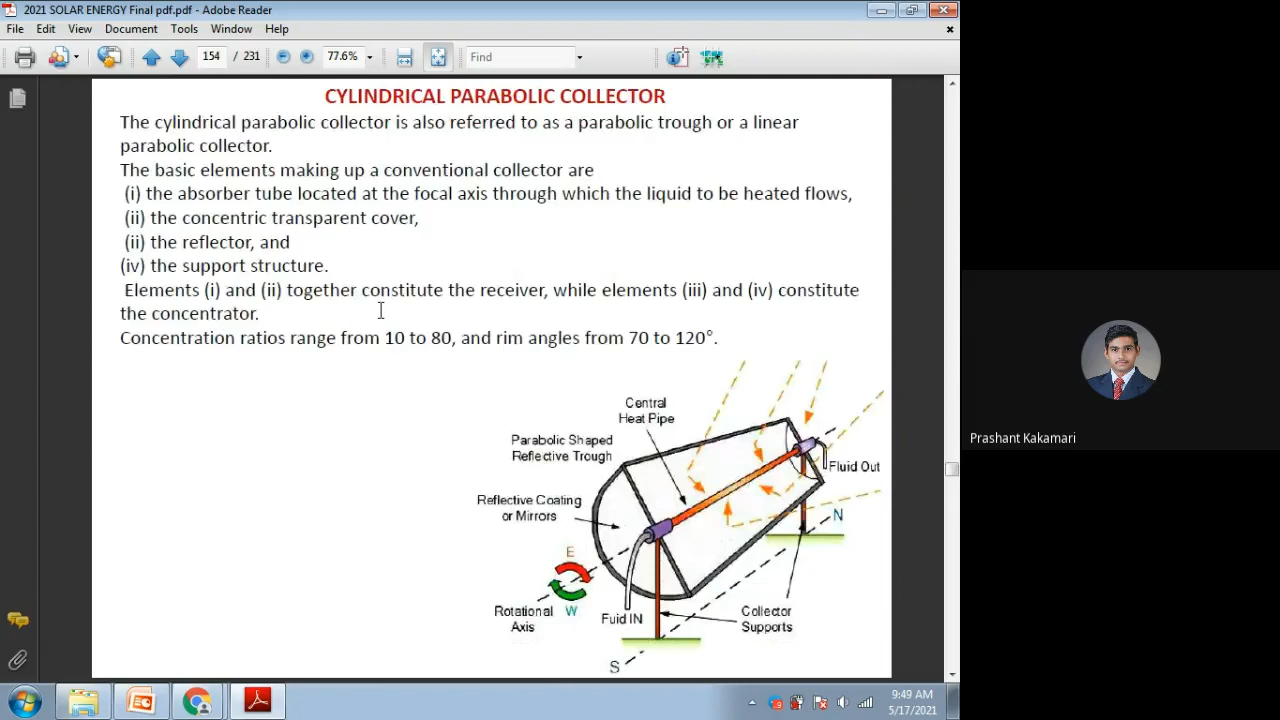 2021 SOLAR ENERGY Final pdf.pdf - Adobe Reader
File Edit View Document Tools Window Help
154 / 231 77.6% Find
CYLINDRICAL PARABOLIC COLLECTOR
The cylindrical parabolic collector is also referred to as a parabolic trough or a linear
parabolic collector.
The basic elements making up a conventional collector are
(i) the absorber tube located at the focal axis through which the liquid to be heated flows,
(ii) the concentric transparent cover,
(ii) the reflector, and
(iv) the support structure.
Elements (i) and (ii) together constitute the receiver, while elements (iii) and (iv) constitute
the concentrator.
Concentration ratios range from 10 to 80, and rim angles from 70 to 120°.
Central
Heat Pipe
Parabolic Shaped
Reflective Trough
Fluid Out
Reflective Coating
or Mirrors
N
E
W
Rotational
Axis
Fuid IN
Collector
Supports
S
Prashant Kakamari
9:49 AM
5/17/2021